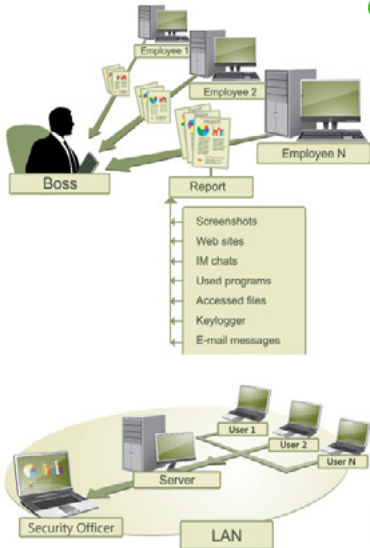 Employee 1
Employee 2
Employee N
Boss
Report
Screenshots
Web sites
IM chats
Used programs
Accessed files
Keylogger
E-mail messages
User 1
User 2
User N
Server
Security Officer
LAN